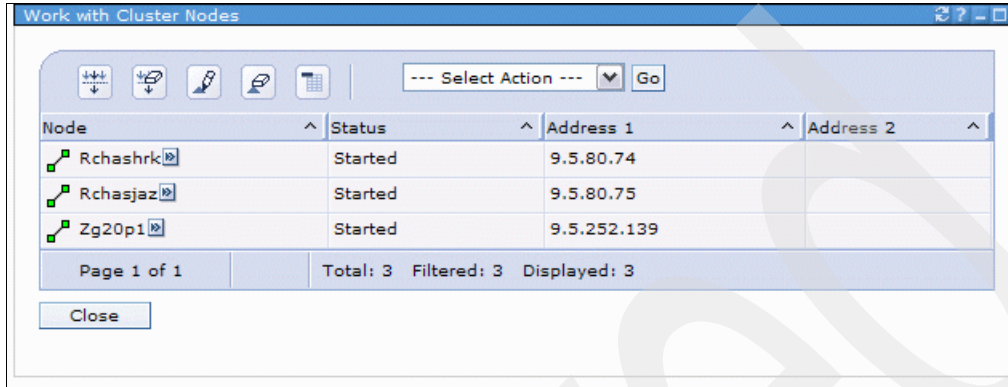 Work with Cluster Nodes
--- Select Action --- Go
Node Status Address 1 Address 2
Rchashrk Started 9.5.80.74
Rchasjaz Started 9.5.80.75
Zg20p1 Started 9.5.252.139
Page 1 of 1 Total: 3 Filtered: 3 Displayed: 3
Close